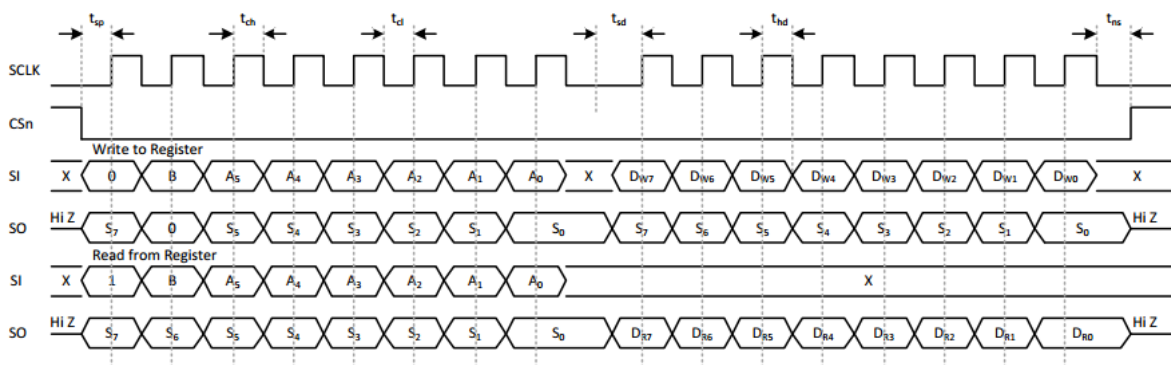 tsp tch tcl tsd thd tns
SCLK
CSn
Write to Register
SI X 0 B A5 A4 A3 A2 A1 A0 X DW7 DW6 DW5 DW4 DW3 DW2 DW1 DW0 X
SO Hi Z S7 0 S5 S4 S3 S2 S1 S0 S7 S6 S5 S4 S3 S2 S1 S0 Hi Z
Read from Register
SI X 1 B A5 A4 A3 A2 A1 A0 X
SO Hi Z S7 S6 S5 S4 S3 S2 S1 S0 DR7 DR6 DR5 DR4 DR3 DR2 DR1 DR0 Hi Z